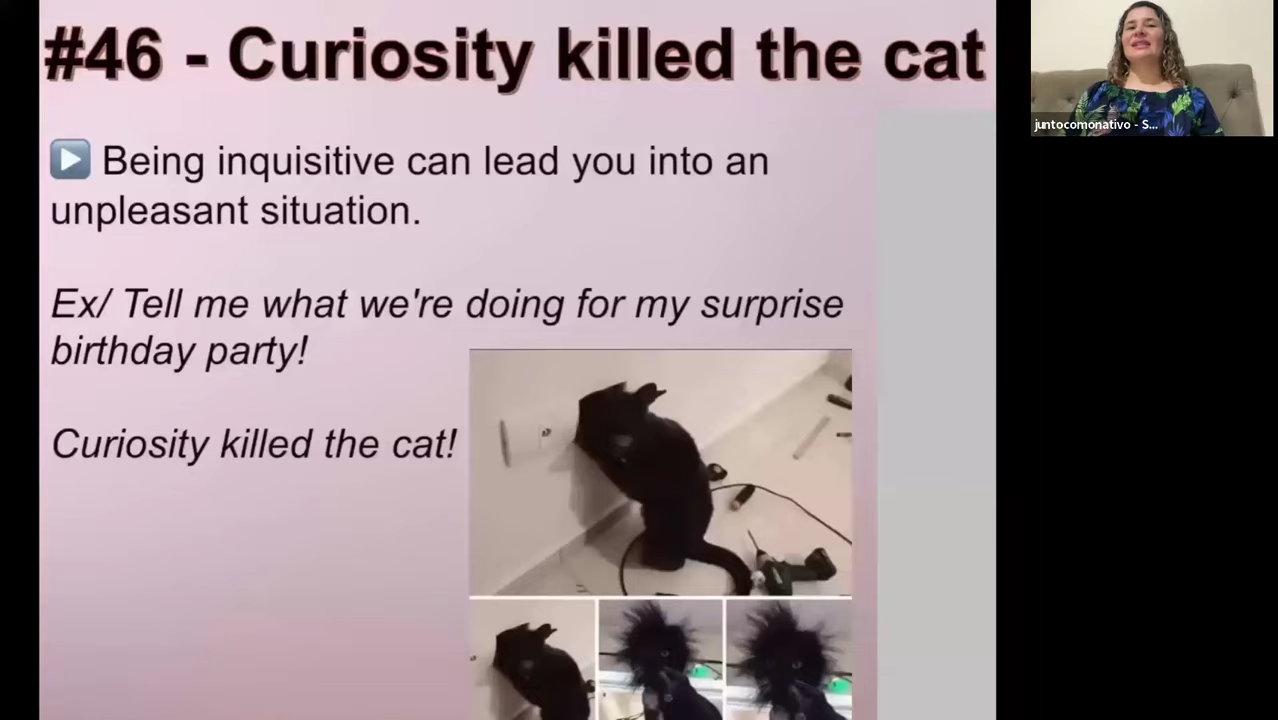 #46 - Curiosity killed the cat
Being inquisitive can lead you into an
unpleasant situation.
Ex/ Tell me what we're doing for my surprise
birthday party!
Curiosity killed the cat!
juntocomonativo - S...